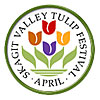 SKAGIT VALLEY TULIP FESTIVAL
· APRIL ·